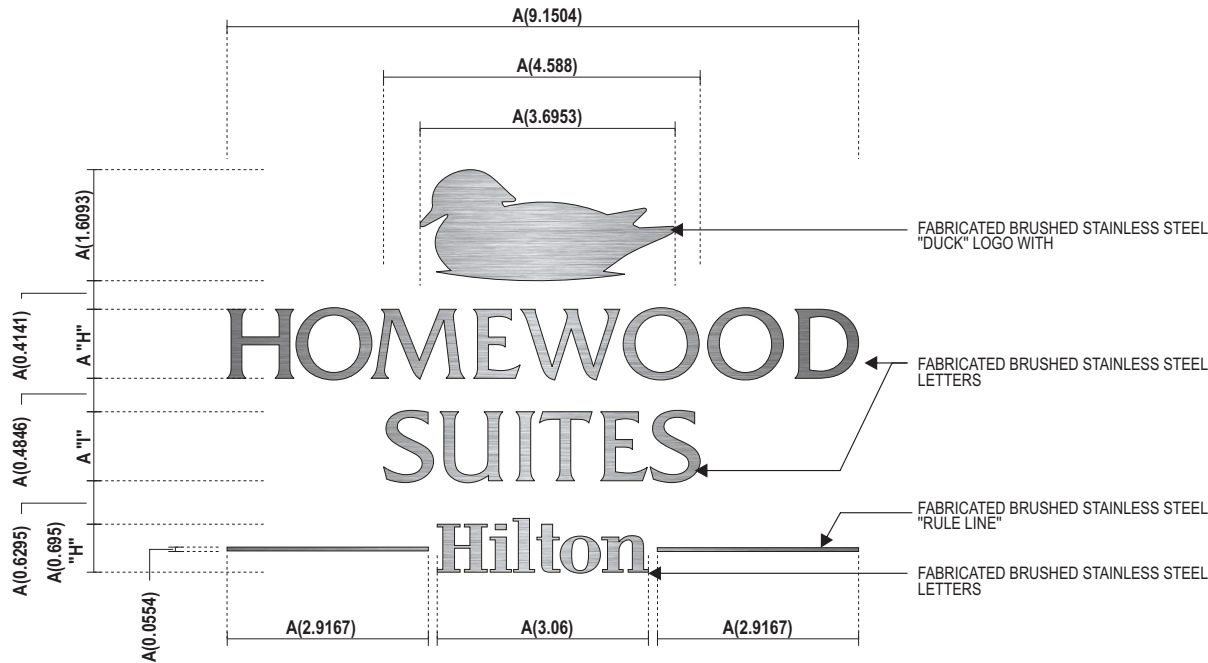 A(9.1504)
A(4.588)
A(3.6953)
A(1.6093)
FABRICATED BRUSHED STAINLESS STEEL
"DUCK" LOGO WITH
A(0.4141)
A "H"
HOMEWOOD
FABRICATED BRUSHED STAINLESS STEEL
LETTERS
A(0.4846)
A "I"
SUITES
FABRICATED BRUSHED STAINLESS STEEL
"RULE LINE"
A(0.6295)
A(0.695)
"H"
Hilton
FABRICATED BRUSHED STAINLESS STEEL
LETTERS
A(0.0554)
A(2.9167)
A(3.06)
A(2.9167)